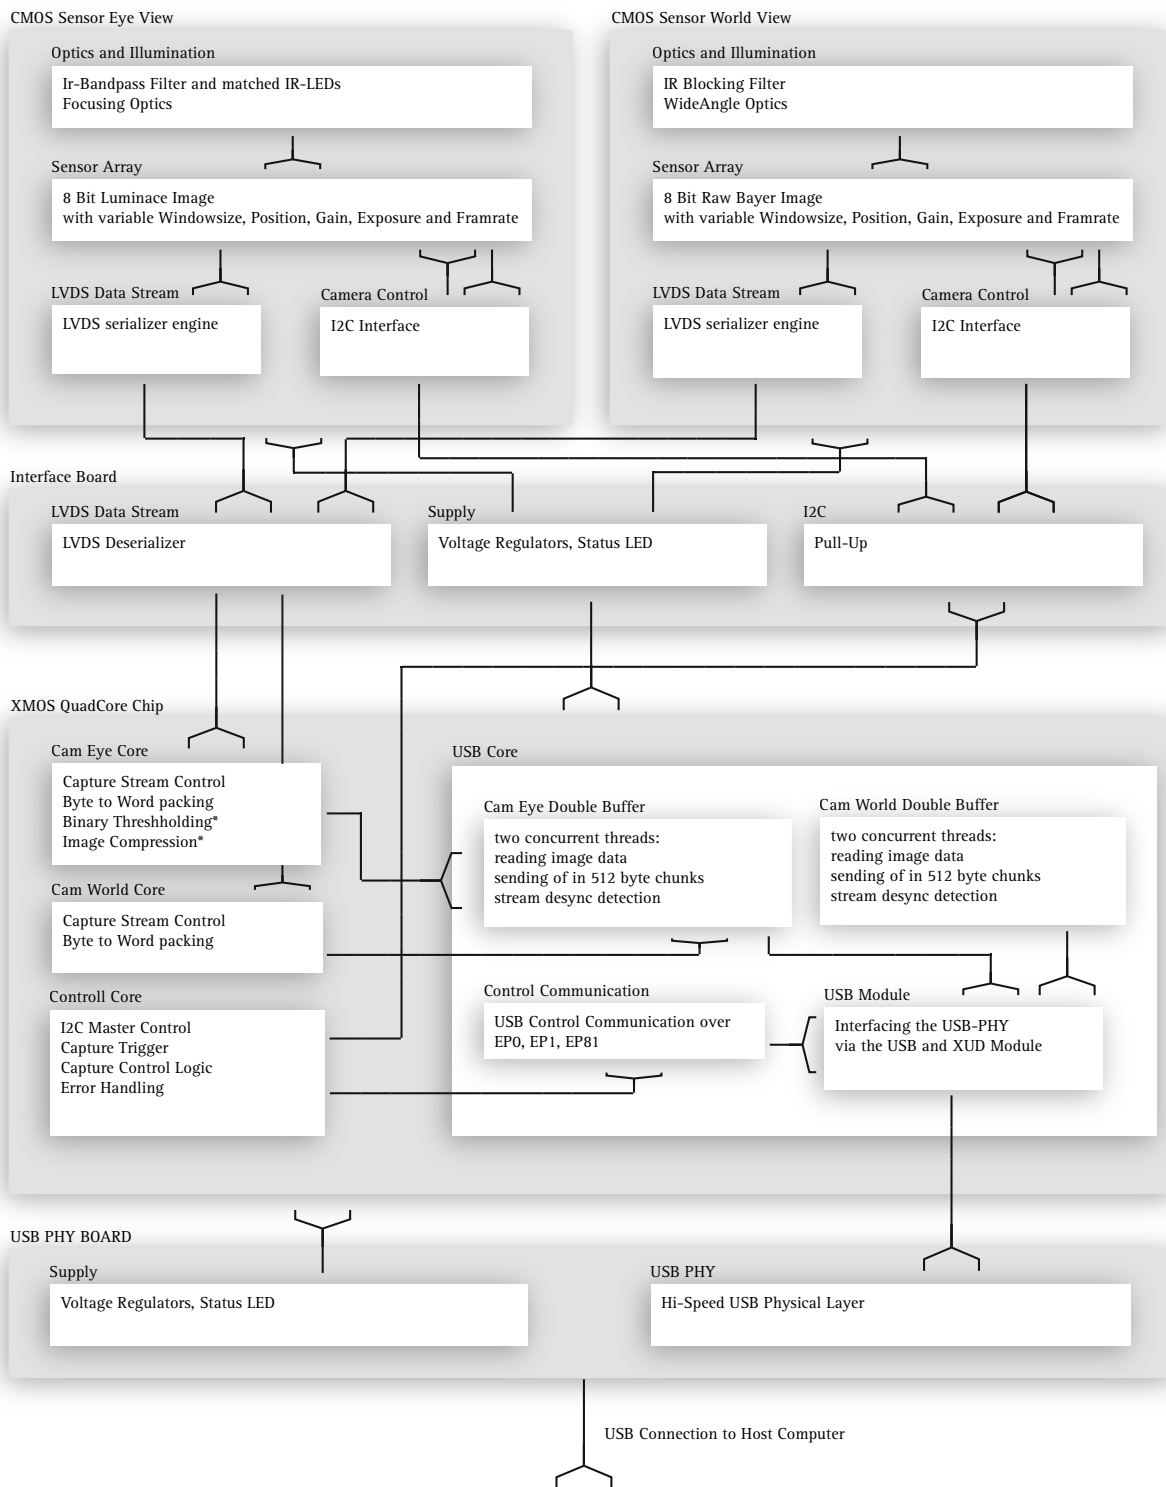 CMOS Sensor Eye View
Optics and Illumination
Ir-Bandpass Filter and matched IR-LEDs
Focusing Optics
Sensor Array
8 Bit Luminace Image
with variable Windowsize, Position, Gain, Exposure and Framrate
LVDS Data Stream
LVDS serializer engine
Camera Control
I2C Interface
CMOS Sensor World View
Optics and Illumination
IR Blocking Filter
WideAngle Optics
Sensor Array
8 Bit Raw Bayer Image
with variable Windowsize, Position, Gain, Exposure and Framrate
LVDS Data Stream
LVDS serializer engine
Camera Control
I2C Interface
Interface Board
LVDS Data Stream
LVDS Deserializer
Supply
Voltage Regulators, Status LED
I2C
Pull-Up
XMOS QuadCore Chip
Cam Eye Core
Capture Stream Control
Byte to Word packing
Binary Threshholding*
Image Compression*
Cam World Core
Capture Stream Control
Byte to Word packing
Controll Core
I2C Master Control
Capture Trigger
Capture Control Logic
Error Handling
USB Core
Cam Eye Double Buffer
two concurrent threads:
reading image data
sending of in 512 byte chunks
stream desync detection
Cam World Double Buffer
two concurrent threads:
reading image data
sending of in 512 byte chunks
stream desync detection
Control Communication
USB Control Communication over
EP0, EP1, EP81
USB Module
Interfacing the USB-PHY
via the USB and XUD Module
USB PHY BOARD
Supply
Voltage Regulators, Status LED
USB PHY
Hi-Speed USB Physical Layer
USB Connection to Host Computer